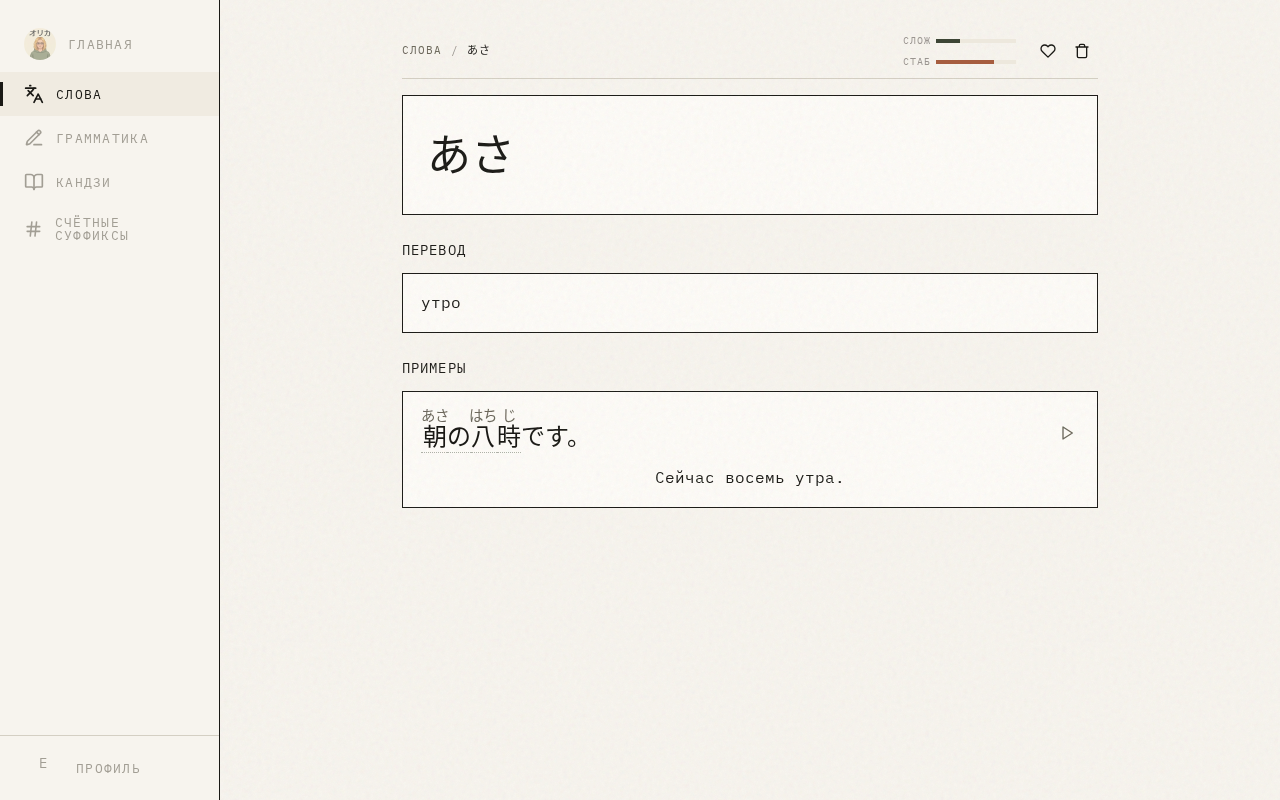 オリカ
ГЛАВНАЯ
СЛОВА
ГРАММАТИКА
КАНДЗИ
СЧЁТНЫЕ
СУФФИКСЫ
E
ПРОФИЛЬ
СЛОВА / あさ
СЛОЖ
СТАБ
あさ
ПЕРЕВОД
утро
ПРИМЕРЫ
あさ はち じ
朝の八時です。
Сейчас восемь утра.